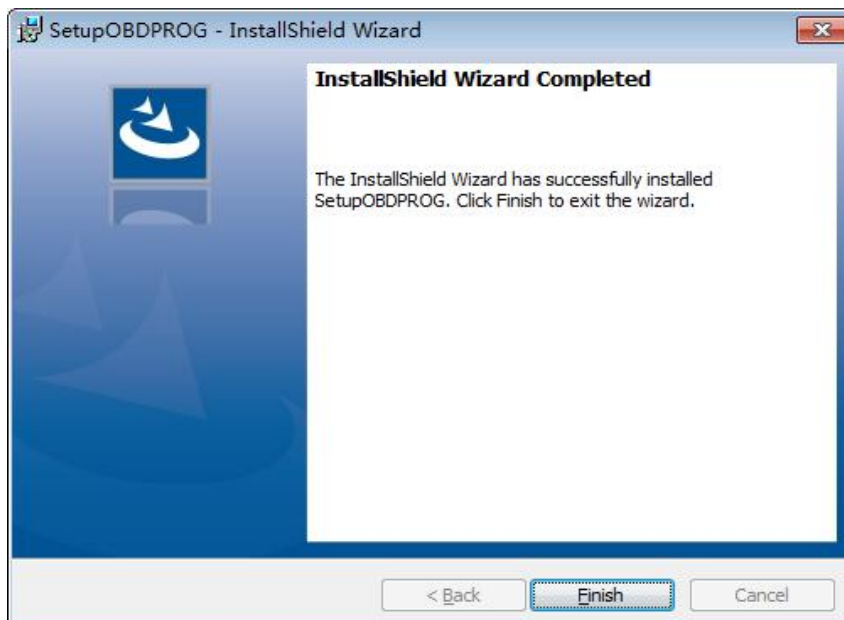 SetupOBDPROG - InstallShield Wizard
InstallShield Wizard Completed
The InstallShield Wizard has successfully installed
SetupOBDPROG. Click Finish to exit the wizard.
< Back
Finish
Cancel